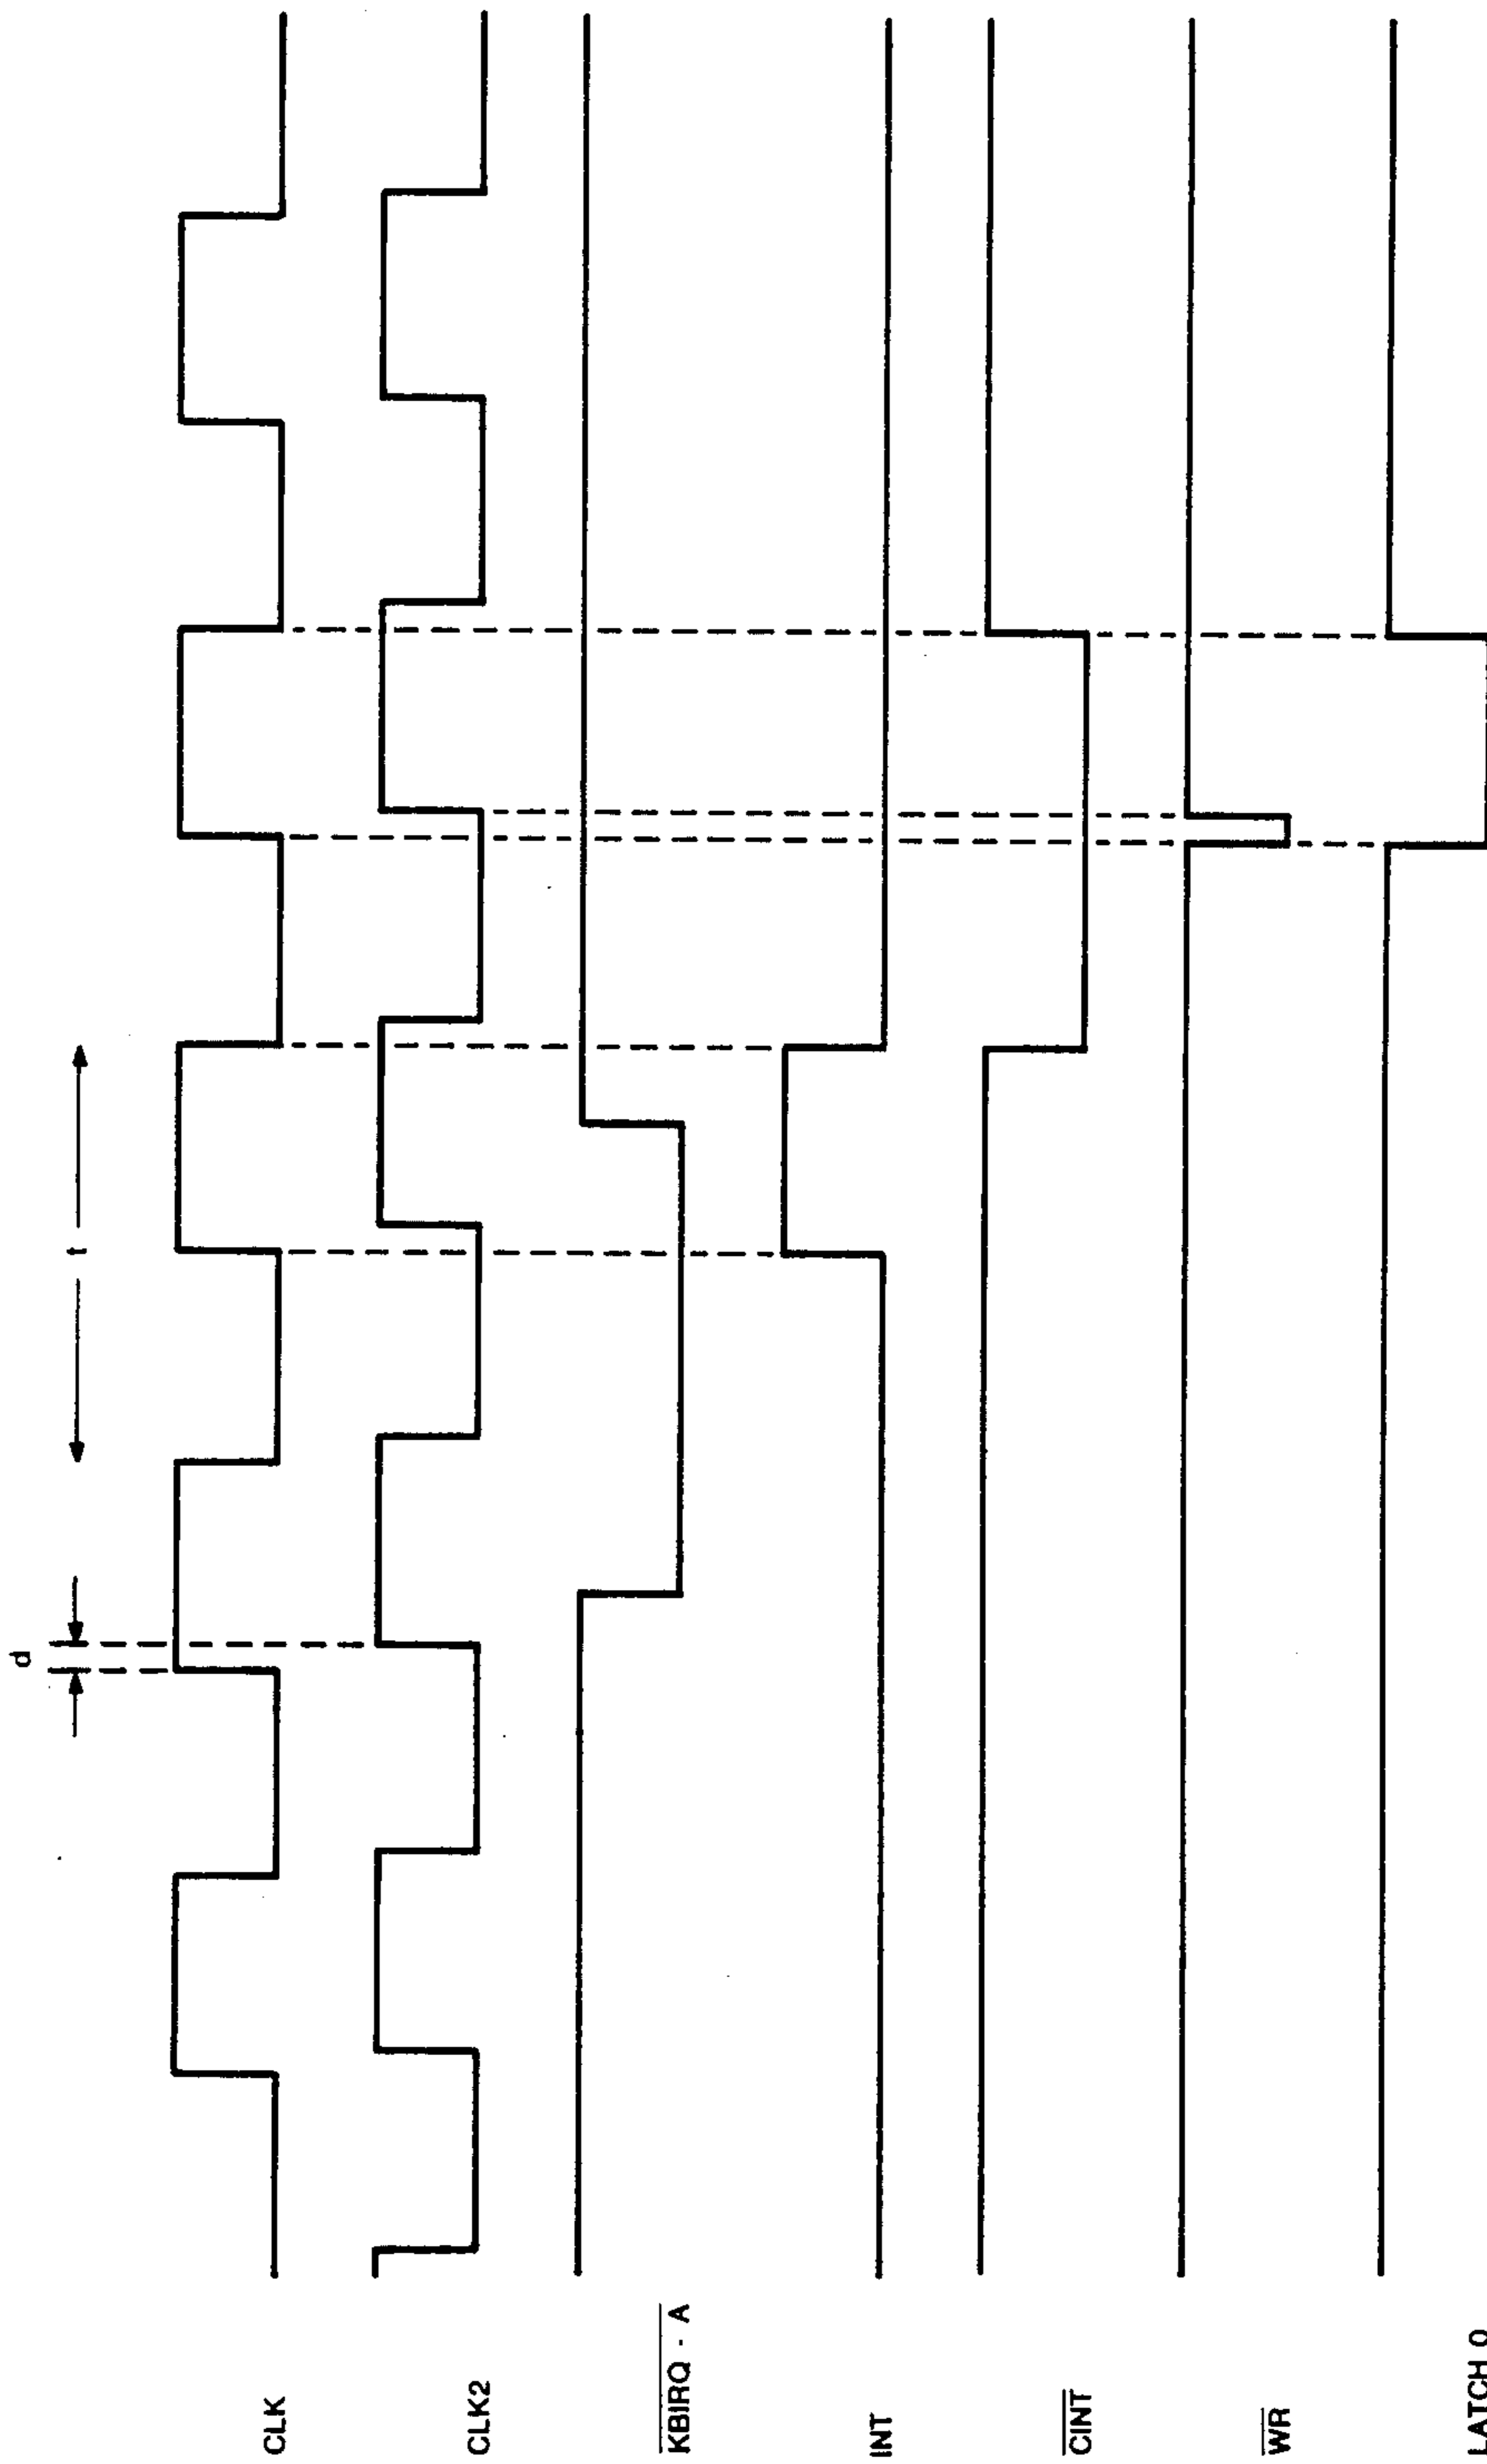 d
t
CLK
CLK2
KBIRQ - A
INT
CINT
WR
LATCH 0